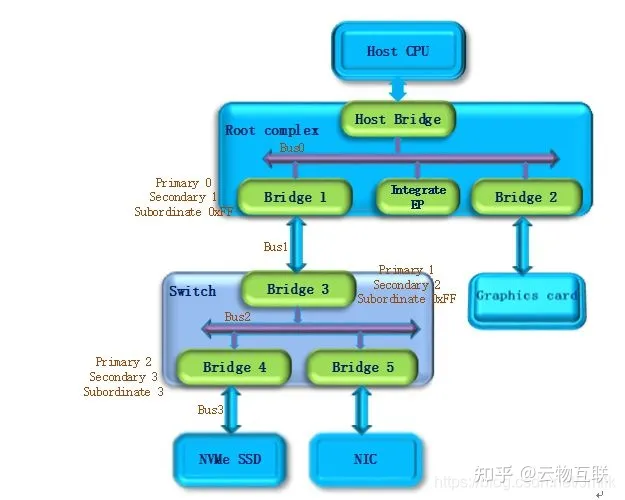 Host CPU
Host Bridge
Root complex
Bus0
Primary 0
Secondary 1
Subordinate 0xFF
Bridge 1
Integrate
EP
Bridge 2
Bus1
Primary 1
Secondary 2
Subordinate 0xFF
Graphics card
Switch
Bridge 3
Bus2
Primary 2
Secondary 3
Subordinate 3
Bridge 4
Bridge 5
Bus3
NVMe SSD
NIC
知乎 @云物互联